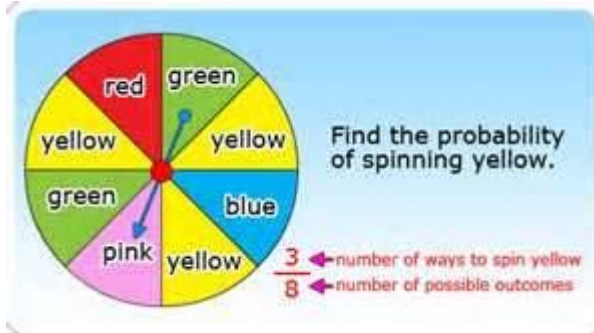 red
green
yellow
yellow
green
blue
pink
yellow
Find the probability
of spinning yellow.
3 number of ways to spin yellow
8 number of possible outcomes